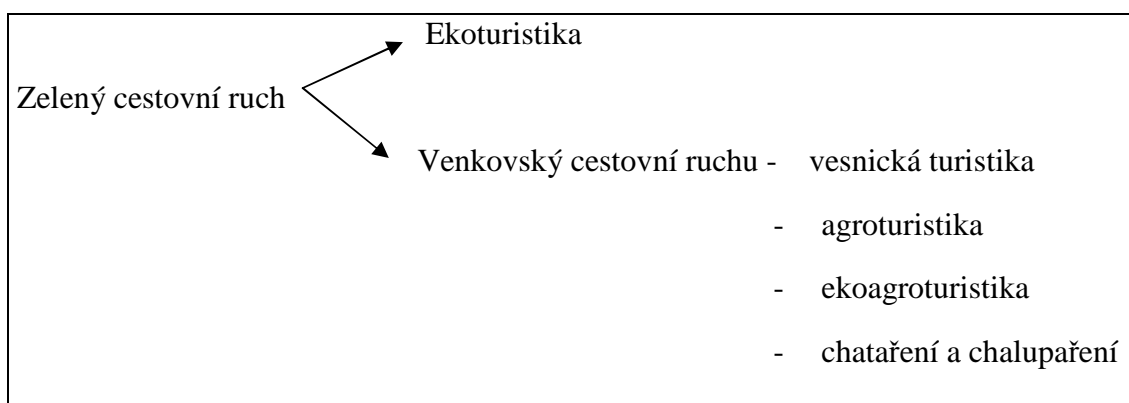 Ekoturistika
Zelený cestovní ruch
Venkovský cestovní ruchu - vesnická turistika
- agroturistika
- ekoagroturistika
- chataření a chalupaření